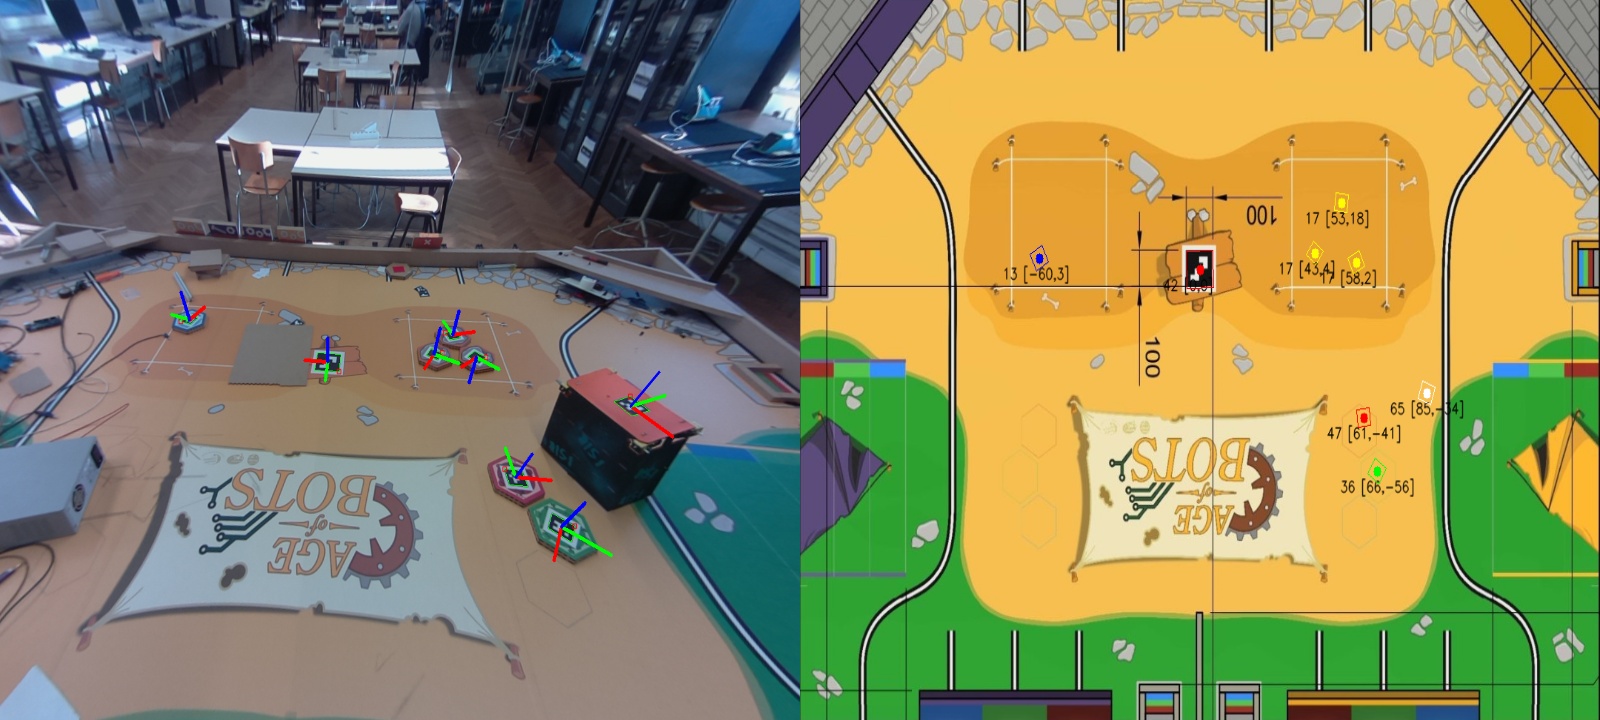 17 [53,18]
100
13 [-60,3]
17 [43,4]
17 [58,2]
100
65 [85,-34]
47 [61,-41]
36 [66,-56]
AGE
of
BOTS
AGE
of
BOTS